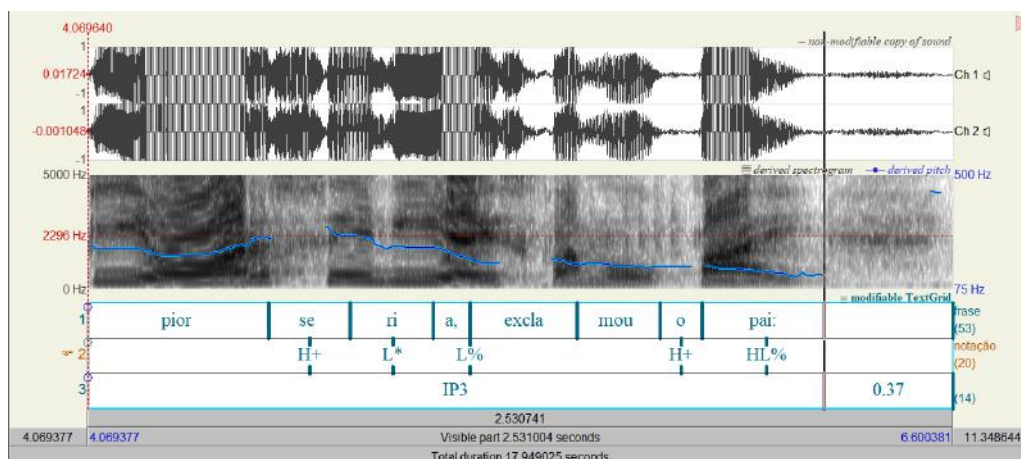 4.069640
1
– non-modifiable copy of sound
0.01724
-1
Ch 1
1
-0.001048
-1
Ch 2
5000 Hz
derived spectrogram
derived pitch
500 Hz
2296 Hz
0 Hz
75 Hz
modifiable TextGrid
1
pior
se
ri
a,
excla
mou
o
pai:
frase
(53)
2
H+
L*
L%
H+
HL%
notação
(20)
3
IP3
0.37
(14)
2.530741
4.069377
4.069377
Visible part 2.531004 seconds
6.600381
11.348644
Total duration 17.949025 seconds